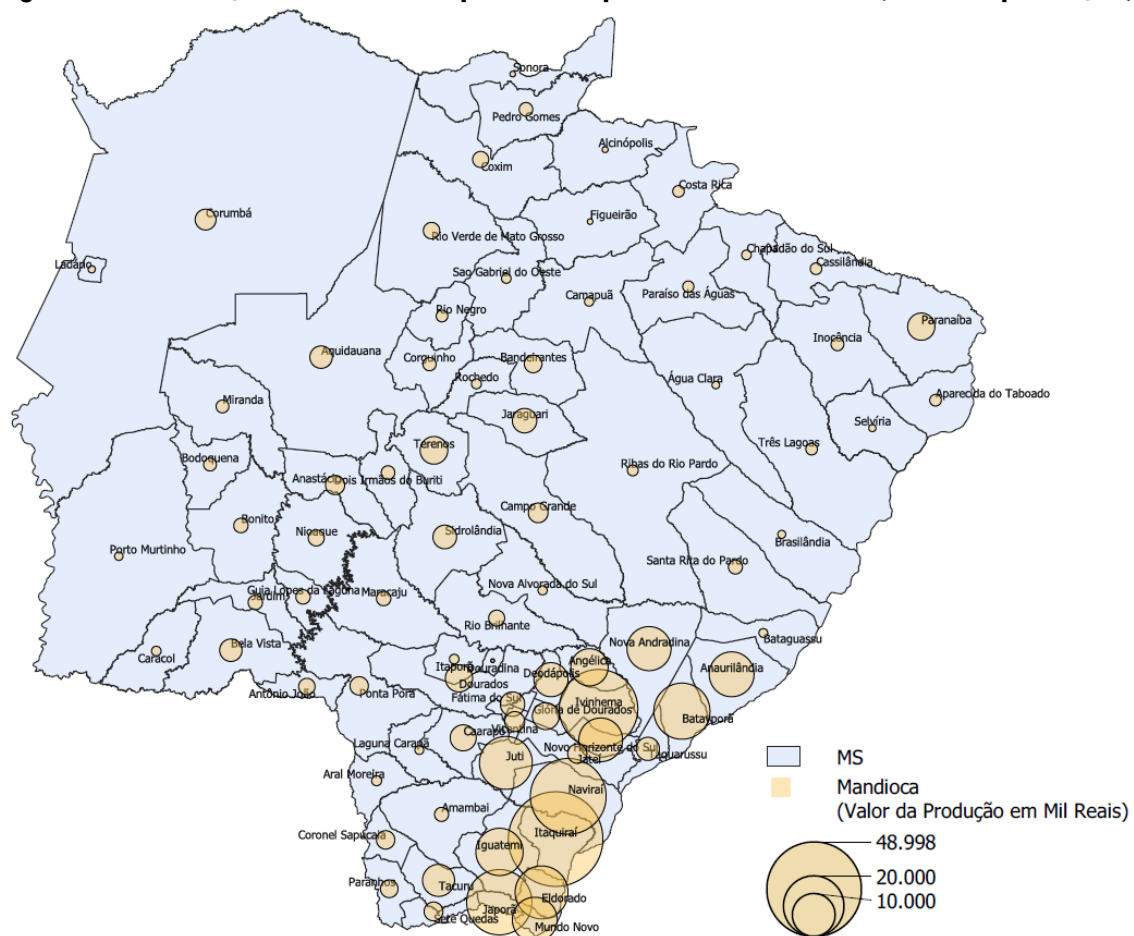 Sonora
Pedro Gomes
Alcinópolis
Coxim
Costa Rica
Corumbá
Figueirão
Rio Verde de Mato Grosso
Chapadão do Sul
Ladário
Cassilândia
Sao Gabriel do Oeste
Paraíso das Águas
Camapuã
Rio Negro
Paranaíba
Inocência
Aquidauana
Corguinho
Bandeirantes
Rochedo
Água Clara
Aparecida do Taboado
Miranda
Jaraguari
Selvíria
Terenos
Três Lagoas
Bodoquena
Ribas do Rio Pardo
Anastácio
Dois Irmãos do Buriti
Campo Grande
Bonito
Nioaque
Sidrolândia
Brasilândia
Porto Murtinho
Santa Rita do Pardo
Nova Alvorada do Sul
Guia Lopes da Laguna
Jardim
Maracaju
Rio Brilhante
Bataguassu
Nova Andradina
Bela Vista
Caracol
Angélica
Itaporã
Douradina
Anaurilândia
Deodápolis
Dourados
Antônio João
Ponta Porã
Fátima do Sul
Ivinhema
Glória de Dourados
Batayporã
Vicentina
Caarapó
Laguna Carapã
Novo Horizonte do Sul
Taquarussu
Juti
Jateí
MS
Aral Moreira
Naviraí
Mandioca
(Valor da Produção em Mil Reais)
Amambai
Coronel Sapucaia
Itaquiraí
48.998
Iguatemi
20.000
Paranhos
Tacuru
10.000
Eldorado
Japorã
Sete Quedas
Mundo Novo